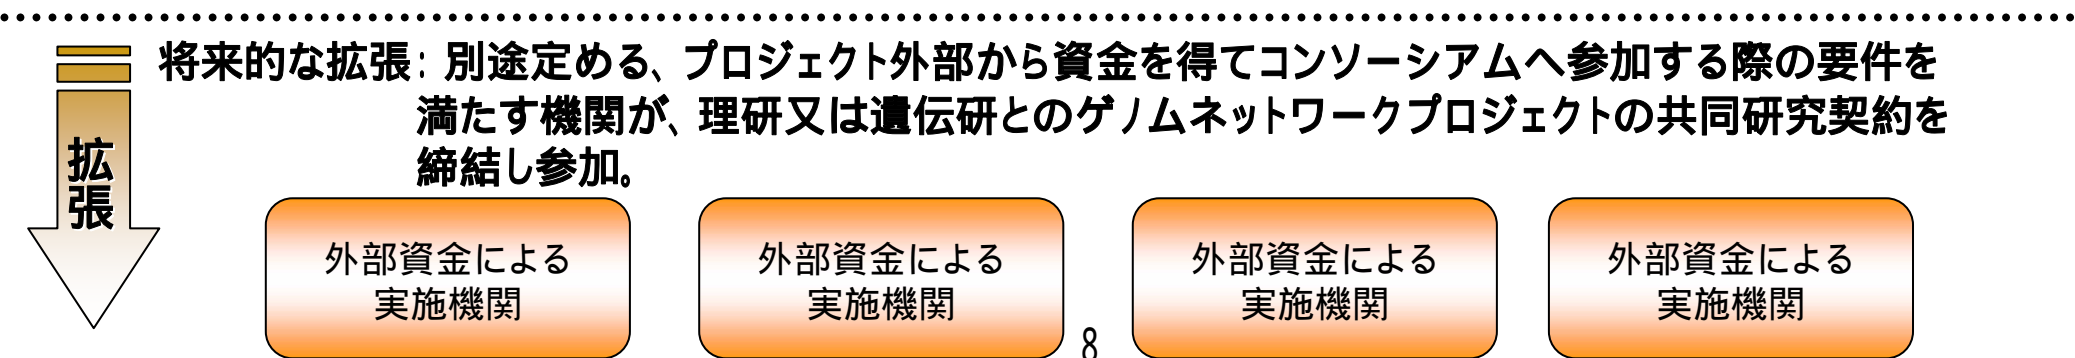 将来的な拡張：別途定める、プロジェクト外部から資金を得てコンソーシアムへ参加する際の要件を
満たす機関が、理研又は遺伝研とのゲノムネットワークプロジェクトの共同研究契約を
締結し参加。
拡張
外部資金による
実施機関
外部資金による
実施機関
外部資金による
実施機関
外部資金による
実施機関
8